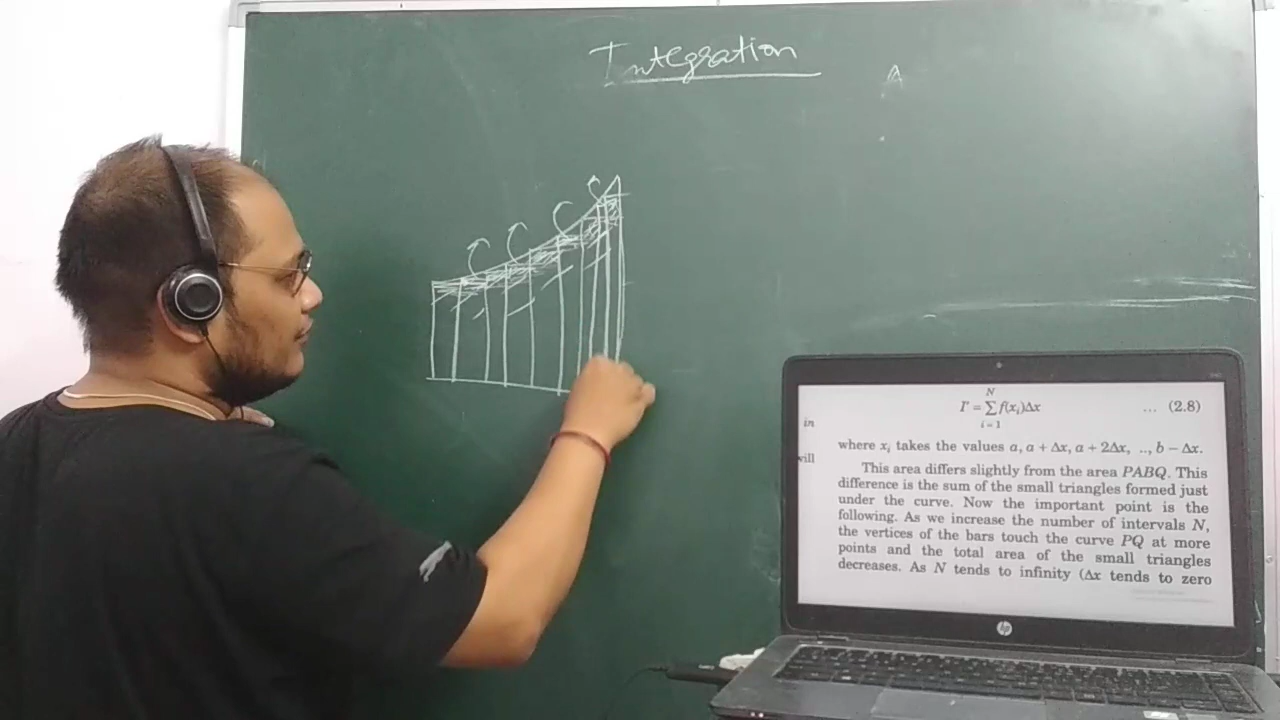 Integration
A
N
I' = Σ f(xᵢ)Δx ... (2.8)
i = 1
in
where xᵢ takes the values a, a + Δx, a + 2Δx, .., b − Δx.
will
This area differs slightly from the area PABQ. This
difference is the sum of the small triangles formed just
under the curve. Now the important point is the
following. As we increase the number of intervals N,
the vertices of the bars touch the curve PQ at more
points and the total area of the small triangles
decreases. As N tends to infinity (Δx tends to zero
hp